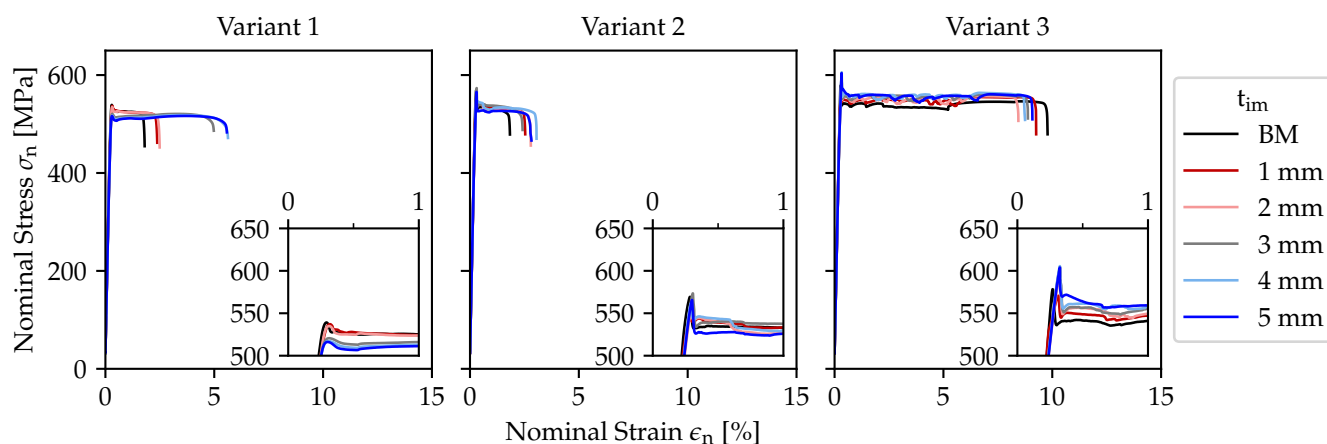 Variant 1
Variant 2
Variant 3
Nominal Stress σn [MPa]
600
400
200
0
0 5 10 15
0 5 10 15
0 5 10 15
0 1
650
600
550
500
0 1
650
600
550
500
0 1
650
600
550
500
Nominal Strain ϵn [%]
tim
BM
1 mm
2 mm
3 mm
4 mm
5 mm